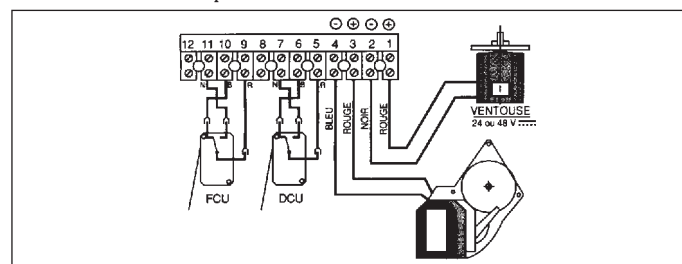 ⊖ ⊕ ⊖ ⊕
12 11 10 9 8 7 6 5 4 3 2 1
N B R N B R
BLEU
ROUGE
NOIR
ROUGE
VENTOUSE
24 ou 48 V
FCU
DCU